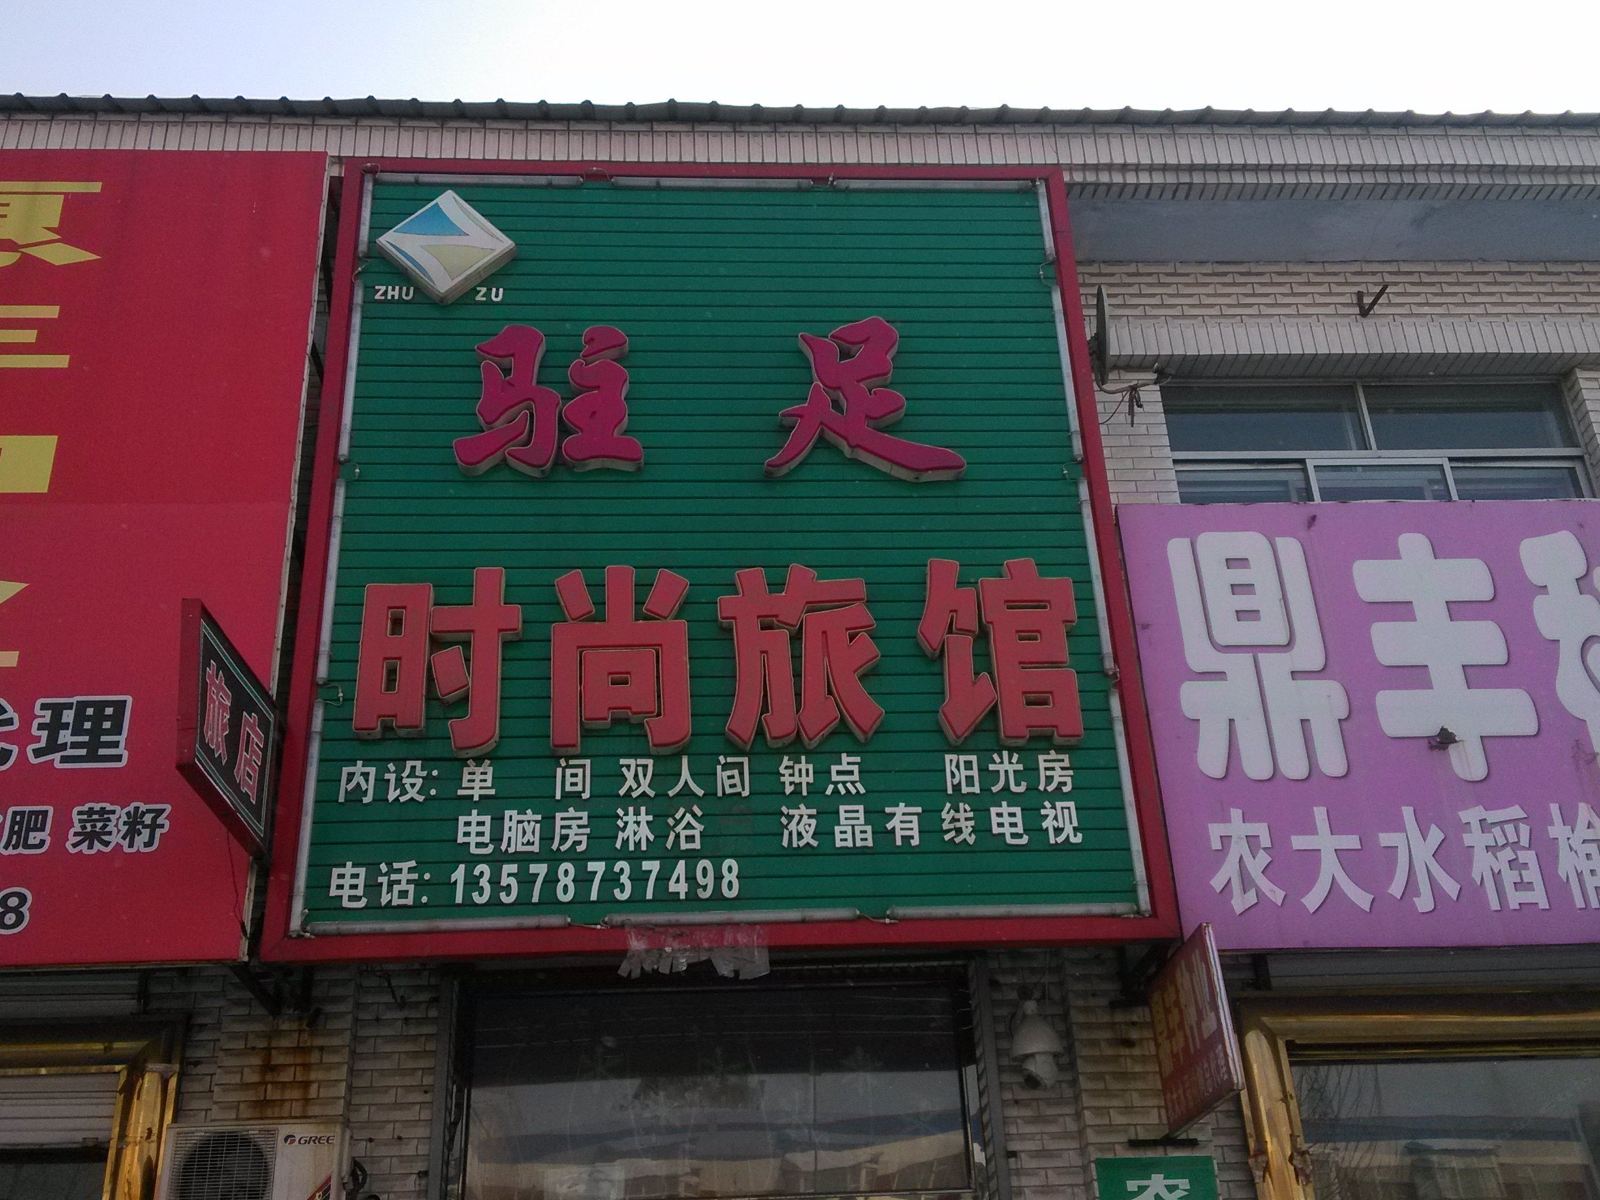 ZHU ZU
驻足
时尚旅馆
内设: 单 间 双人间 钟点 阳光房
电脑房 淋浴 液晶有线电视
电话: 13578737498
旅店
理
肥 菜籽
8
鼎丰
农大水稻
GREE